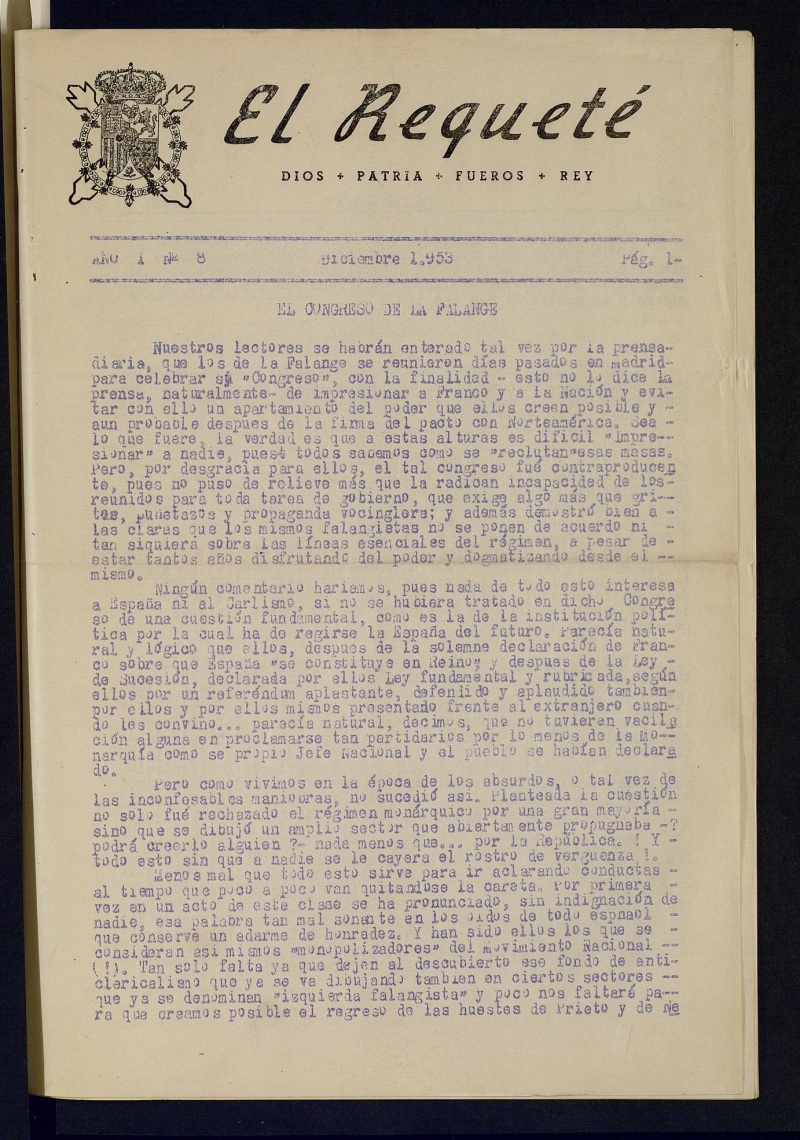 El Requeté
DIOS + PATRIA + FUEROS + REY
AÑO I Nº 8 Diciembre 1.953 Pág. 1-
EL CONGRESO DE LA FALANGE
Nuestros lectores se habrán enterado tal vez por la prensa-
diaria, que los de la Falange se reunieren días pasados en Madrid-
para celebrar su "Congreso", con la finalidad - esto no lo dice la
prensa, naturalmente- de impresionar a Franco y a la Nación y evi-
tar con ello un apartamiento del poder que ellos creen posible y -
aun probable despues de la firma del pacto con Norteamérica. Sea -
lo que fuere, la verdad es que a estas alturas es dificil "impre--
sionar" a nadie, pues todos sabemos como se "reclutan"esas masas.
Pero, por desgracia para ellos, el tal congreso fué contraproducen
te, pues no puso de relieve más que la radican incapacidad de los-
reunidos para toda tarea de gobierno, que exige algo más que gri--
tos, puñetazos y propaganda vocinglera; y además demostró bien a -
las claras que los mismos falangistas no se ponen de acuerdo ni -
tan siquiera sobre las líneas esenciales del régimen, a pesar de -
estar tantos años disfrutando del poder y dogmatizando desde el --
mismo.
Ningún comentario hariamos, pues nada de todo esto interesa
a España ni al Carlismo, si no se hubiera tratado en dicho Congre
so de una cuestión fundamental, como es la de la institución polí-
tica por la cual ha de regirse la España del futuro. Parecía natu-
ral y lógico que ellos, despues de la solemne declaración de Fran-
co sobre que España "se constituye en Reino" y despues de la Ley -
de Sucesión, declarada por ellos Ley fundamental y rubricada,según
ellos por un referéndum aplastante, defendido y aplaudido también-
por ellos y por ellos mismos presentado frente al extranjero cuan-
do les convino... parecía natural, decimos, que no tuvieran vacila
ción alguna en proclamarse tan partidarios por lo menos de la Mo--
narquía como se propio Jefe Nacional y el pueblo se habían declara
do.
Pero como vivimos en la época de los absurdos, o tal vez de
las inconfesables maniobras, no sucedió asi. Planteada la cuestión
no solo fué rechazado el régimen monárquico por una gran mayoría -
sino que se dibujó un amplio sector que abiertamente propugnaba -?
podrá creerlo alguien ?- nada menos que... por la República. ! Y -
todo esto sin que a nadie se le cayera el rostro de verguenza !.
Menos mal que todo esto sirve para ir aclarando conductas -
al tiempo que poco a poco van quitandose la careta. Por primera -
vez en un acto de esta clase se ha pronunciado, sin indignación de
nadie, esa palabra tan mal sonante en los oidos de todo espnaol -
que conserve un adarme de honradez. Y han sido ellos los que se -
consideran asi mismos "monopolizadores" del Movimiento Nacional --
(!). Tan solo falta ya que dejen al descubierto ese fondo de anti-
clericalismo que ya se va dibujando tambien en ciertos sectores --
que ya se denominan "izquierda falangista" y poco nos faltará pa--
ra que creamos posible el regreso de las huestes de Prieto y de Ne